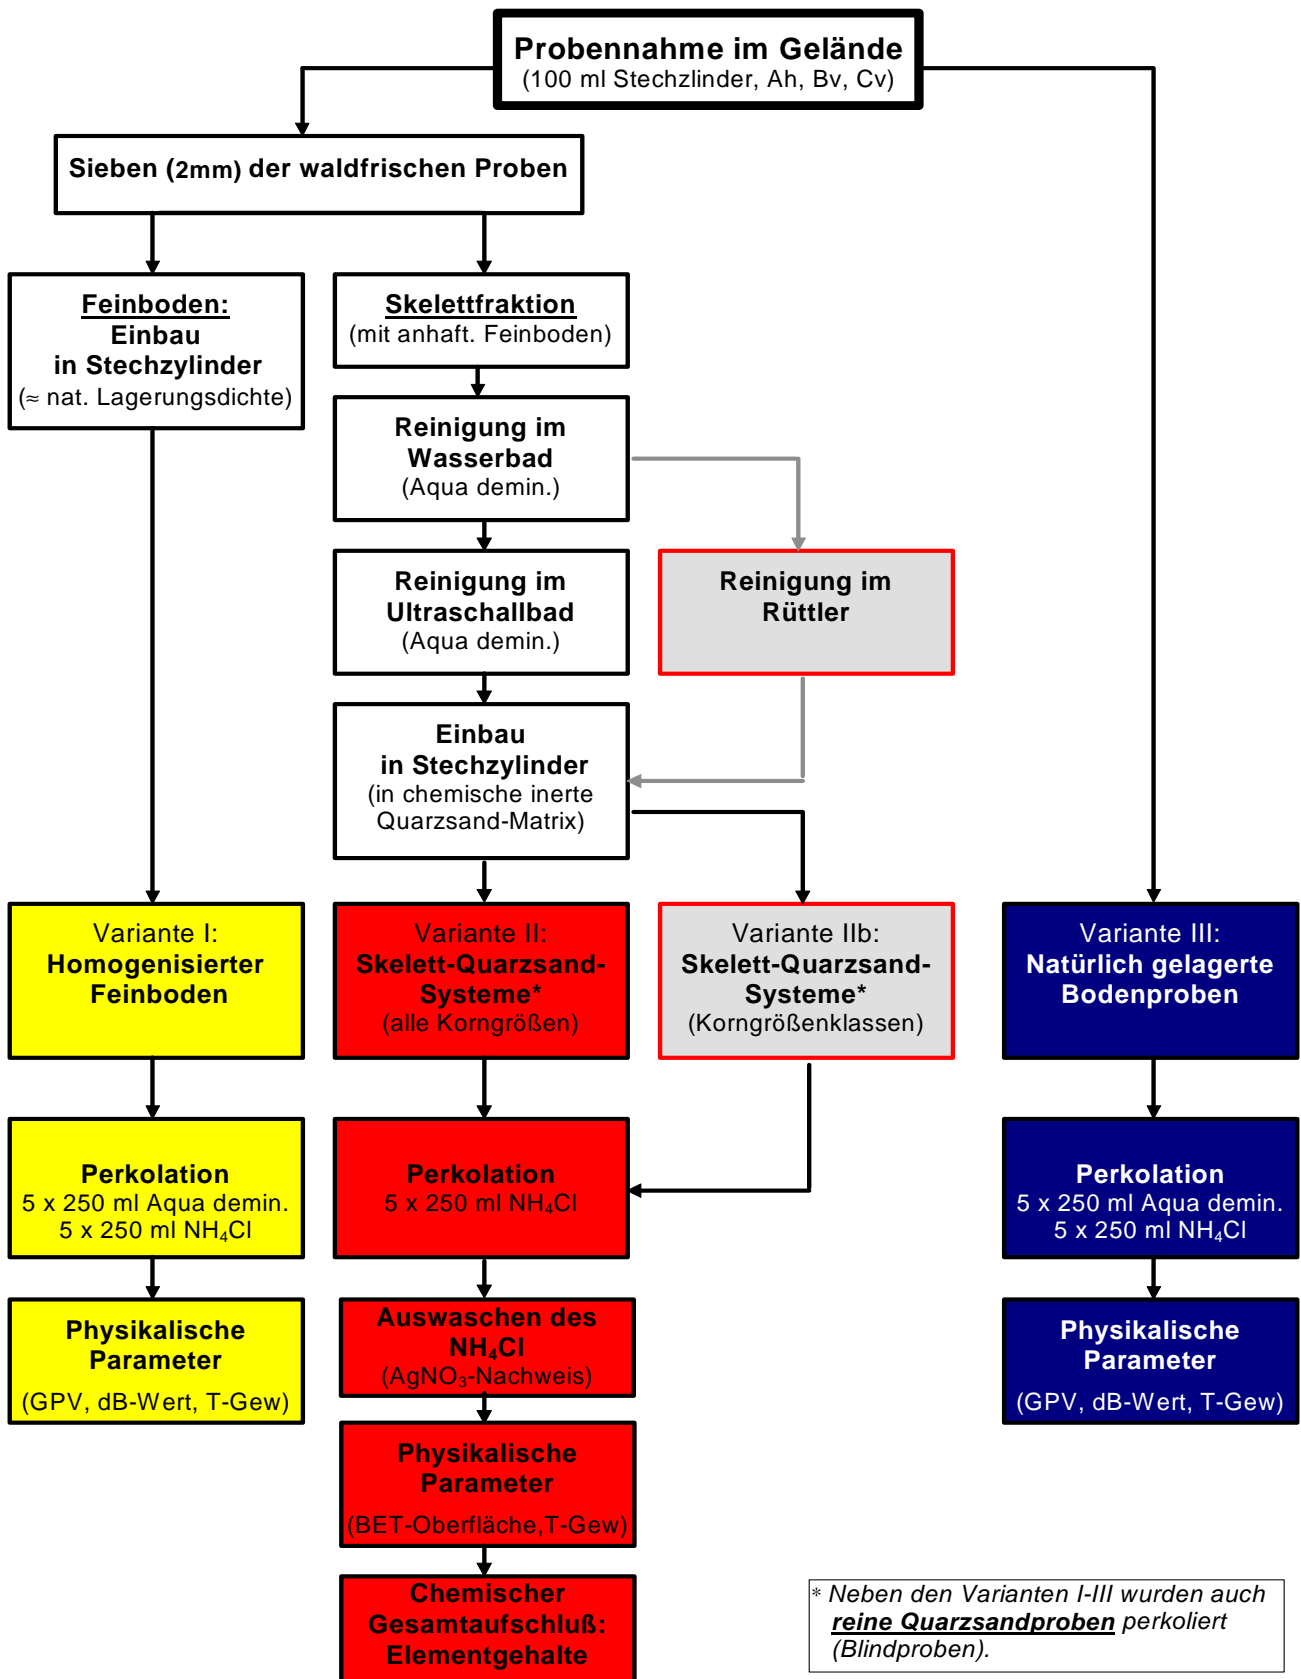 Probennahme im Gelände
(100 ml Stechzlinder, Ah, Bv, Cv)
Sieben (2mm) der waldfrischen Proben
Feinboden:
Einbau
in Stechzylinder
(≈ nat. Lagerungsdichte)
Skelettfraktion
(mit anhaft. Feinboden)
Reinigung im
Wasserbad
(Aqua demin.)
Reinigung im
Ultraschallbad
(Aqua demin.)
Reinigung im
Rüttler
Einbau
in Stechzylinder
(in chemische inerte
Quarzsand-Matrix)
Variante I:
Homogenisierter
Feinboden
Variante II:
Skelett-Quarzsand-
Systeme*
(alle Korngrößen)
Variante IIb:
Skelett-Quarzsand-
Systeme*
(Korngrößenklassen)
Variante III:
Natürlich gelagerte
Bodenproben
Perkolation
5 x 250 ml Aqua demin.
5 x 250 ml NH₄Cl
Perkolation
5 x 250 ml NH₄Cl
Perkolation
5 x 250 ml Aqua demin.
5 x 250 ml NH₄Cl
Physikalische
Parameter
(GPV, dB-Wert, T-Gew)
Auswaschen des
NH₄Cl
(AgNO₃-Nachweis)
Physikalische
Parameter
(GPV, dB-Wert, T-Gew)
Physikalische
Parameter
(BET-Oberfläche,T-Gew)
Chemischer
Gesamtaufschluß:
Elementgehalte
* Neben den Varianten I-III wurden auch
reine Quarzsandproben perkoliert
(Blindproben).